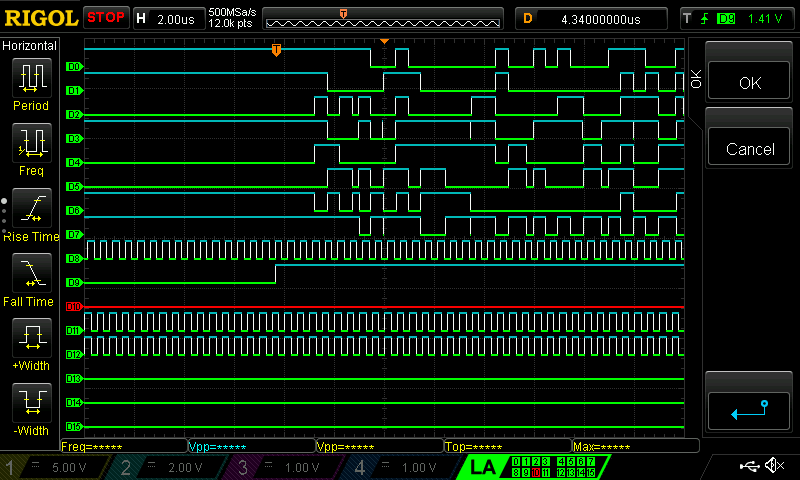 RIGOL STOP H 2.00us 500MSa/s 12.0k pts T D 4.34000000us T D9 1.41 V
Horizontal
Period
Freq
Rise Time
Fall Time
+Width
-Width
T
D0
D1
D2
D3
D4
D5
D6
D7
D8
D9
D10
D11
D12
D13
D14
D15
OK
OK
Cancel
Freq=***** Vpp=***** Vpp=***** Top=***** Max=*****
1 5.00 V 2 2.00 V 3 1.00 V 4 1.00 V LA 0 1 2 3 4 5 6 7
8 9 10 11 12 13 14 15